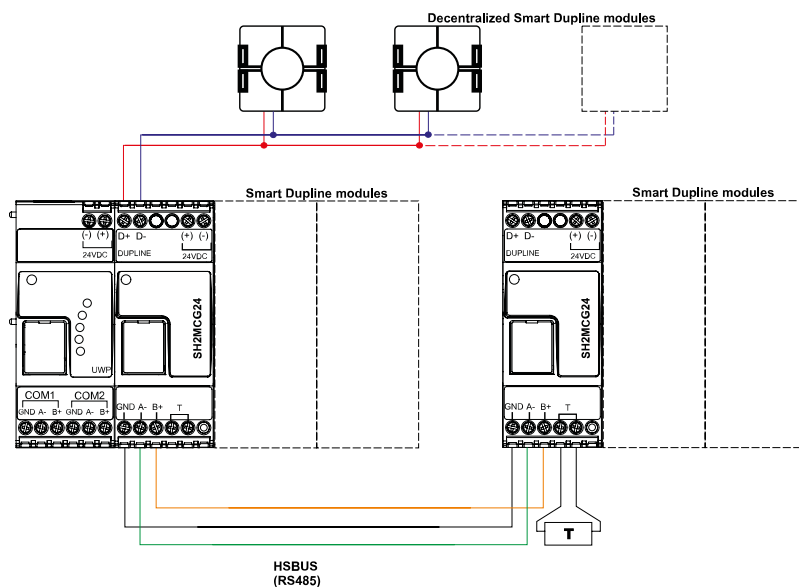 Decentralized Smart Dupline modules
Smart Dupline modules
Smart Dupline modules
(-) (+)
24VDC
D+ D-
(+) (-)
DUPLINE
24VDC
D+ D-
(+) (-)
DUPLINE
24VDC
UWP
SH2MCG24
SH2MCG24
COM1 COM2
GND A- B+ GND A- B+
GND A- B+ T
GND A- B+ T
T
HSBUS
(RS485)